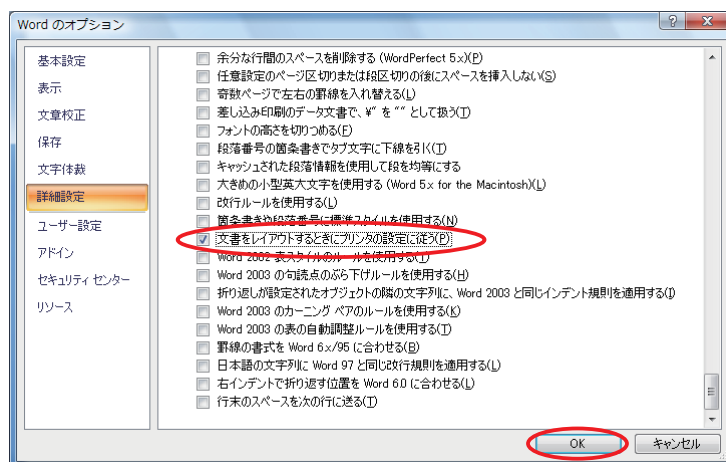 Word のオプション
基本設定
表示
文章校正
保存
文字体裁
詳細設定
ユーザー設定
アドイン
セキュリティ センター
リソース
余分な行間のスペースを削除する (WordPerfect 5.x)(P)
任意設定のページ区切りまたは段区切りの後にスペースを挿入しない(S)
奇数ページで左右の罫線を入れ替える(L)
差し込み印刷のデータ文書で、¥" を "" として扱う(T)
フォントの高さを切りつめる(F)
段落番号の箇条書きでタブ文字に下線を引く(T)
キャッシュされた段落情報を使用して段を均等にする
大きめの小型英大文字を使用する (Word 5.x for the Macintosh)(L)
改行ルールを使用する(L)
箇条書きや段落番号に標準スタイルを使用する(N)
文書をレイアウトするときにプリンタの設定に従う(P)
Word 2002 表スタイルのルールを使用する(T)
Word 2003 の句読点のぶら下げルールを使用する(H)
折り返しが設定されたオブジェクトの隣の文字列に、Word 2003 と同じインデント規則を適用する(I)
Word 2003 のカーニング ペアのルールを使用する(K)
Word 2003 の表の自動調整ルールを使用する(T)
罫線の書式を Word 6.x/95 に合わせる(B)
日本語の文字列に Word 97 と同じ改行規則を適用する(L)
右インデントで折り返す位置を Word 6.0 に合わせる(L)
行末のスペースを次の行に送る(T)
OK
キャンセル